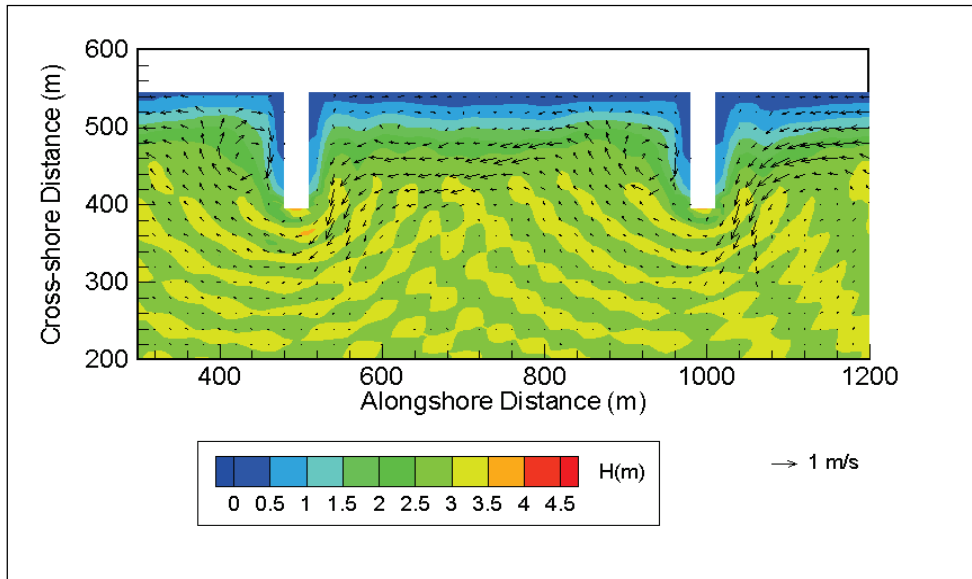 600
500
400
300
200
Cross-shore Distance (m)
400 600 800 1000 1200
Alongshore Distance (m)
H(m)
0 0.5 1 1.5 2 2.5 3 3.5 4 4.5
1 m/s